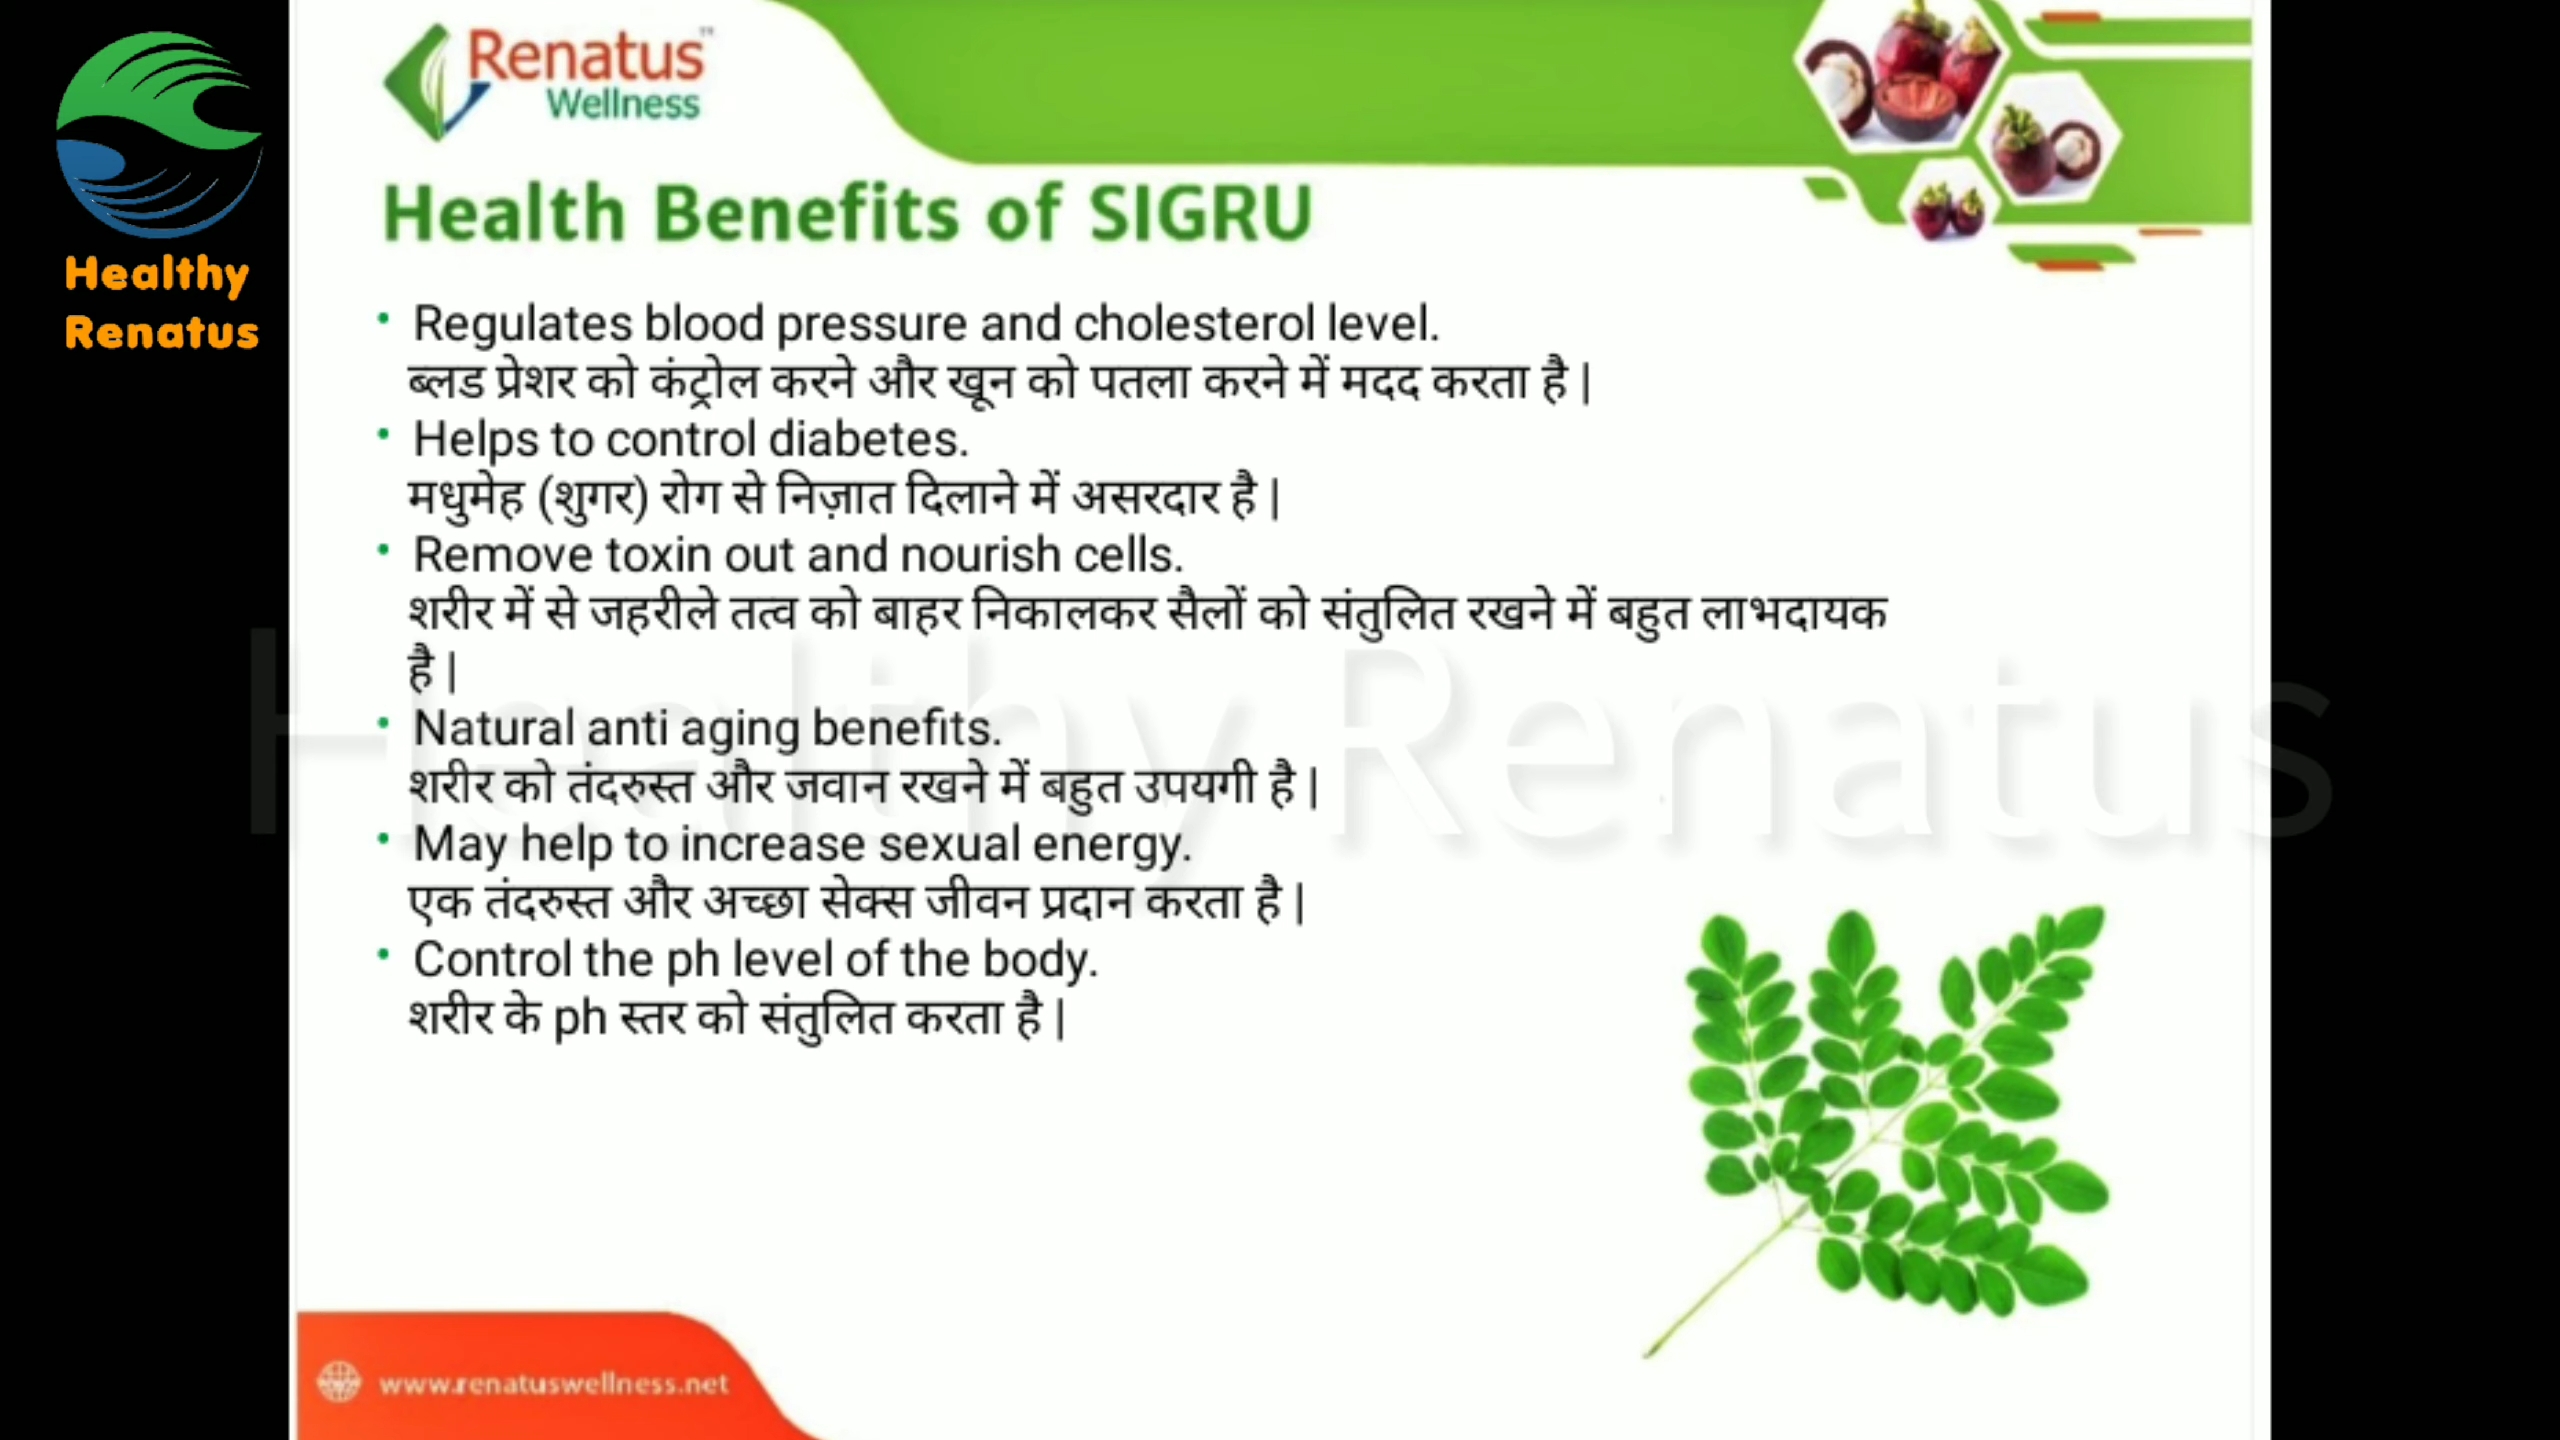 Healthy
Renatus
Renatus™
Wellness
Health Benefits of SIGRU
• Regulates blood pressure and cholesterol level.
ब्लड प्रेशर को कंट्रोल करने और खून को पतला करने में मदद करता है |
• Helps to control diabetes.
मधुमेह (शुगर) रोग से निज़ात दिलाने में असरदार है |
• Remove toxin out and nourish cells.
शरीर में से जहरीले तत्व को बाहर निकालकर सैलों को संतुलित रखने में बहुत लाभदायक
है |
• Natural anti aging benefits.
शरीर को तंदरुस्त और जवान रखने में बहुत उपयगी है |
• May help to increase sexual energy.
एक तंदरुस्त और अच्छा सेक्स जीवन प्रदान करता है |
• Control the ph level of the body.
शरीर के ph स्तर को संतुलित करता है |
Healthy Renatus
www.renatuswellness.net